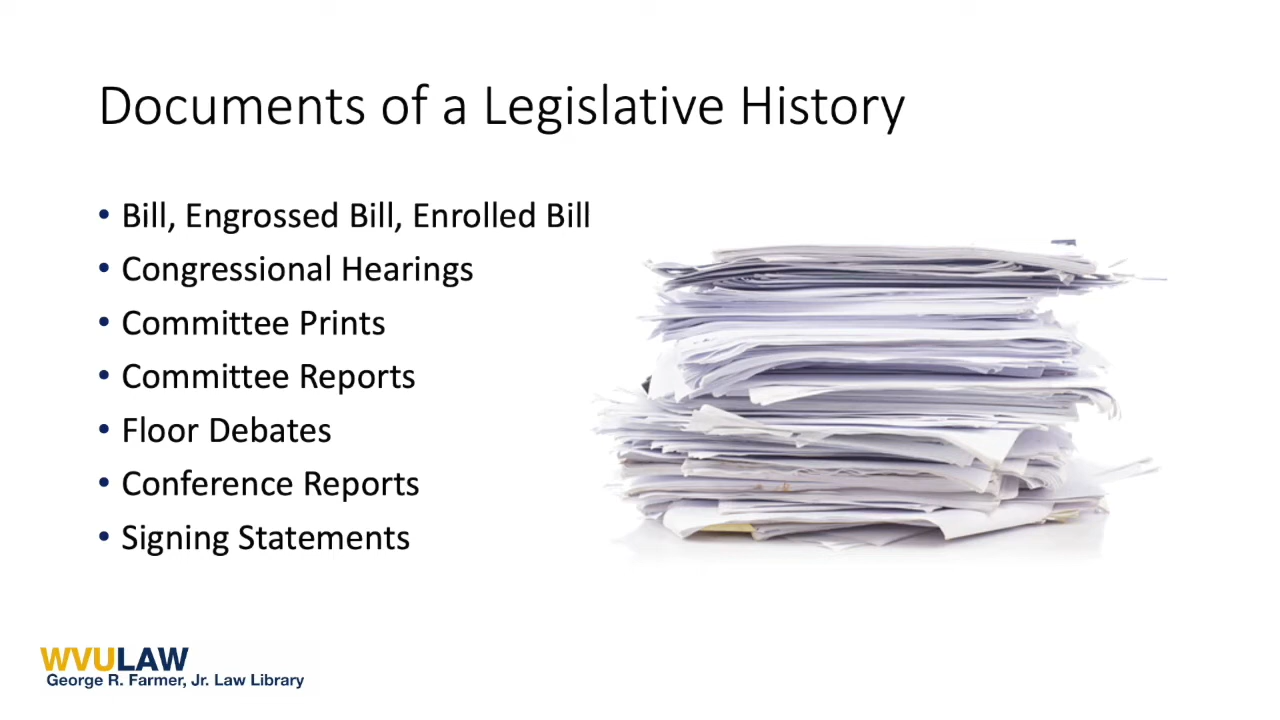 Documents of a Legislative History
• Bill, Engrossed Bill, Enrolled Bill
• Congressional Hearings
• Committee Prints
• Committee Reports
• Floor Debates
• Conference Reports
• Signing Statements
WVULAW
George R. Farmer, Jr. Law Library